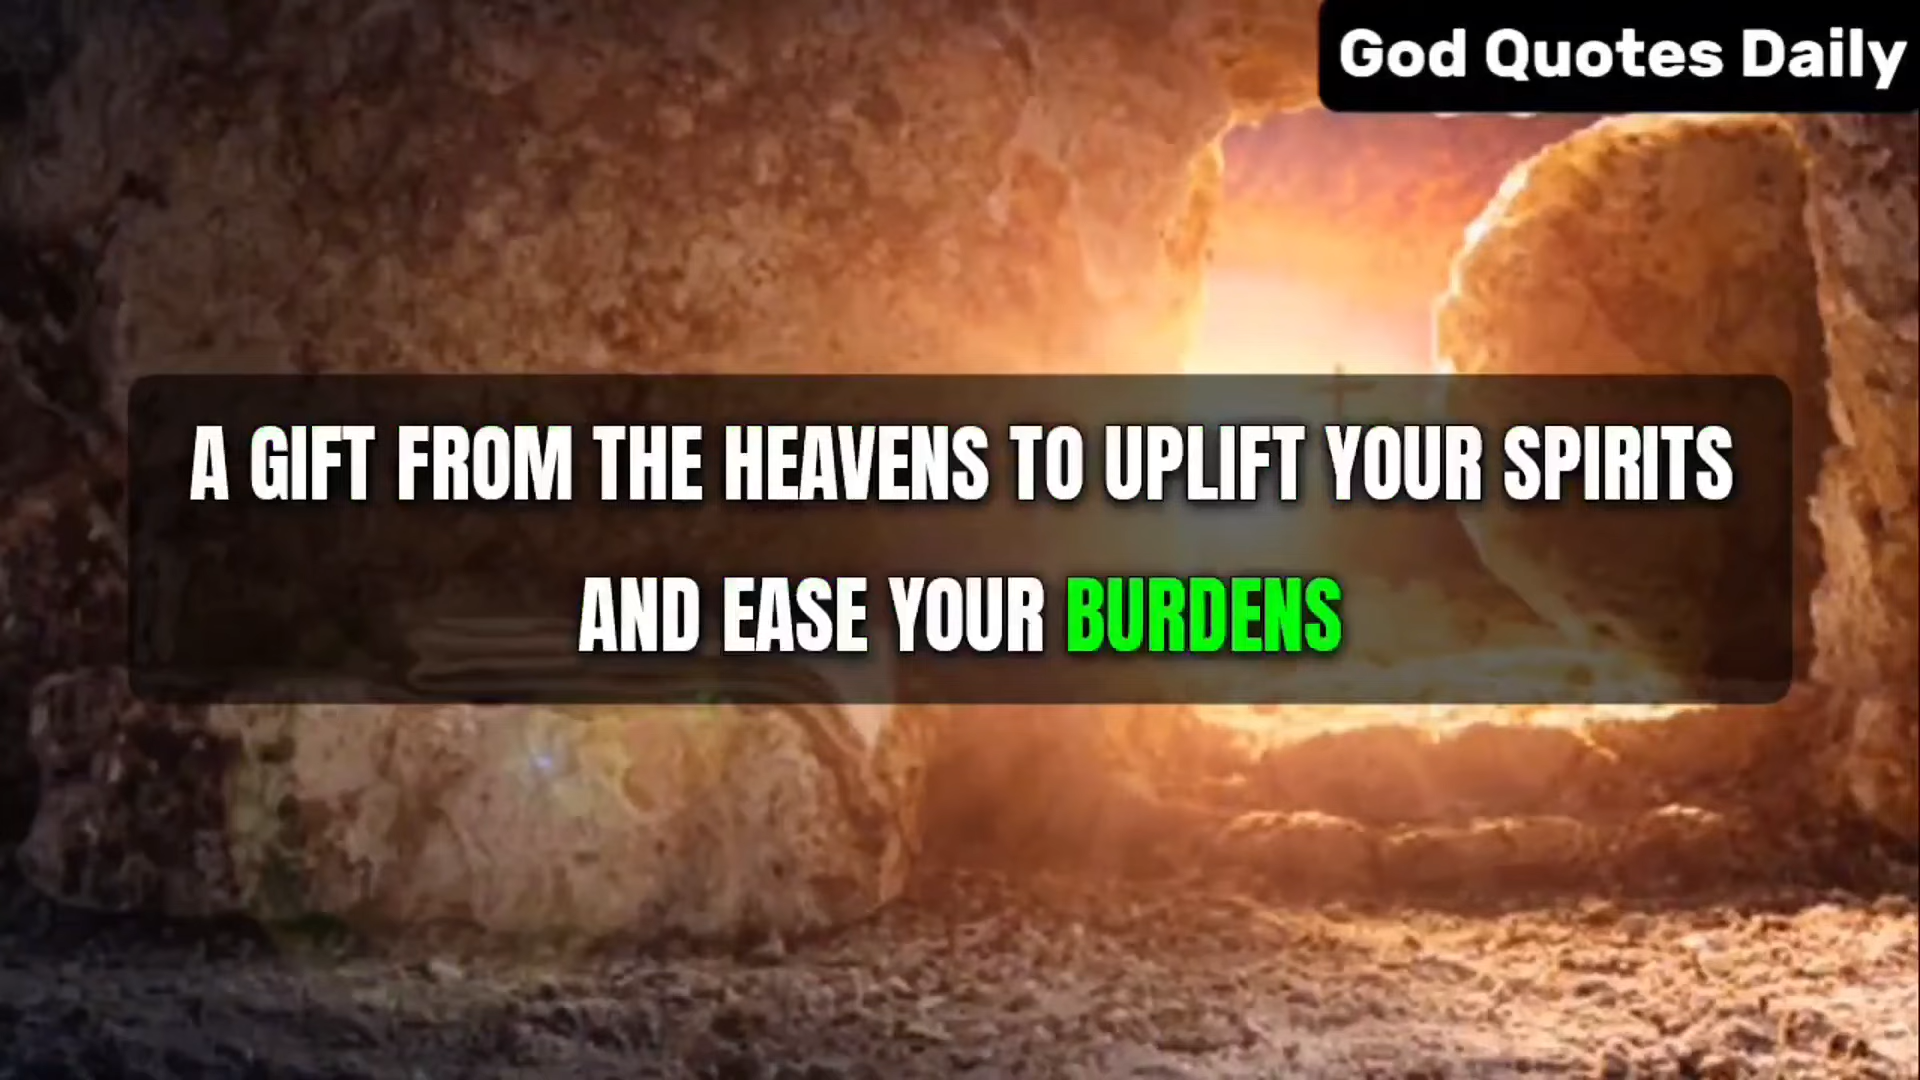 God Quotes Daily
A GIFT FROM THE HEAVENS TO UPLIFT YOUR SPIRITS
AND EASE YOUR BURDENS